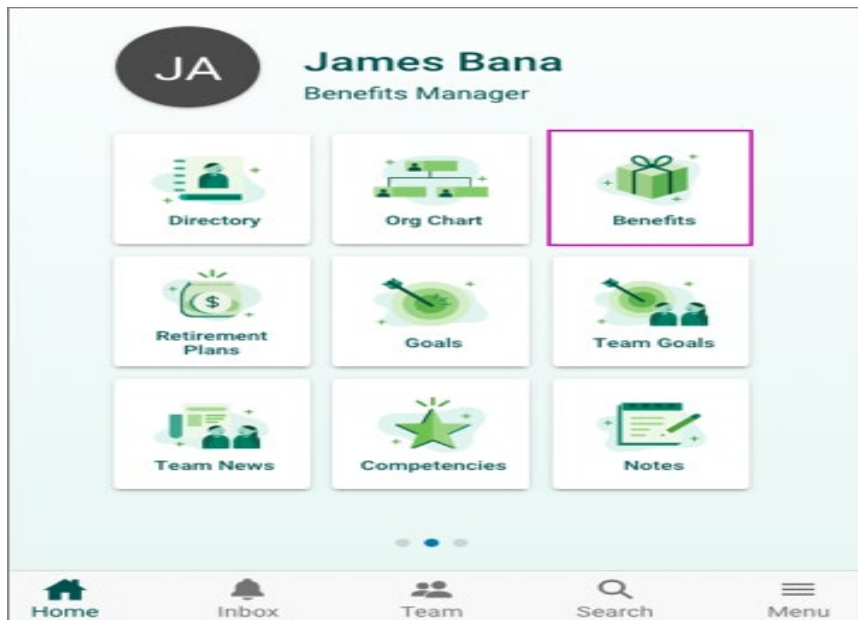 JA
James Bana
Benefits Manager
Directory
Org Chart
Benefits
$
Retirement
Plans
Goals
Team Goals
Team News
Competencies
Notes
Home
Inbox
Team
Search
Menu